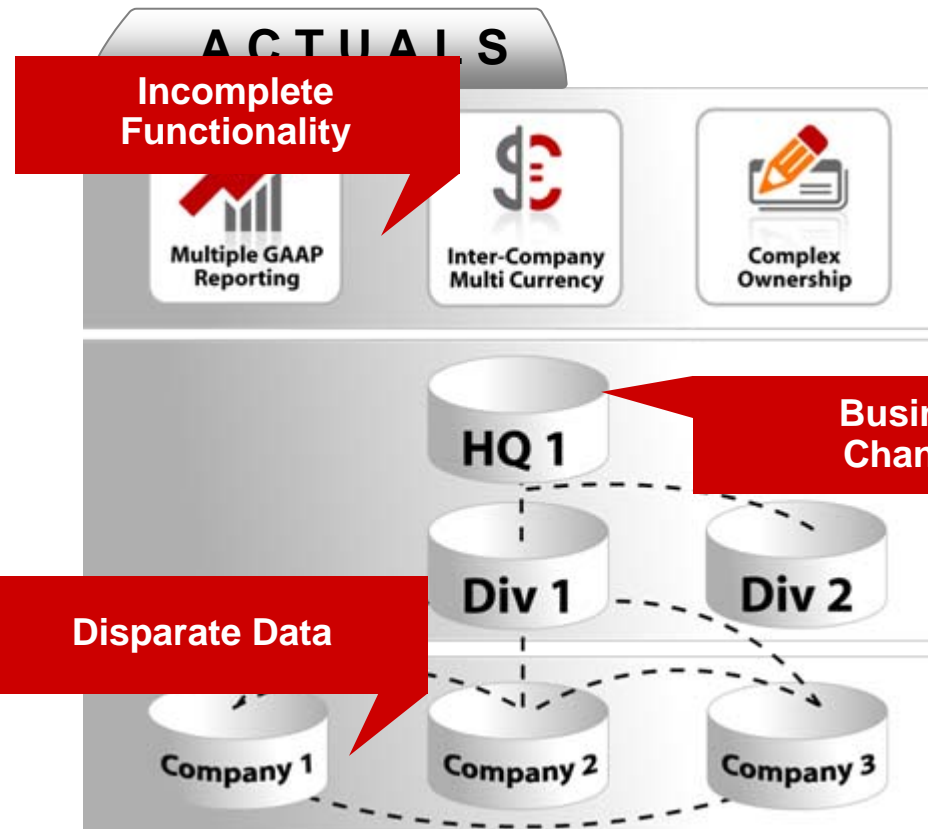 ACTUALS
Incomplete
Functionality
Multiple GAAP
Reporting
Inter-Company
Multi Currency
Complex
Ownership
HQ 1
Div 1
Div 2
Disparate Data
Company 1
Company 2
Company 3